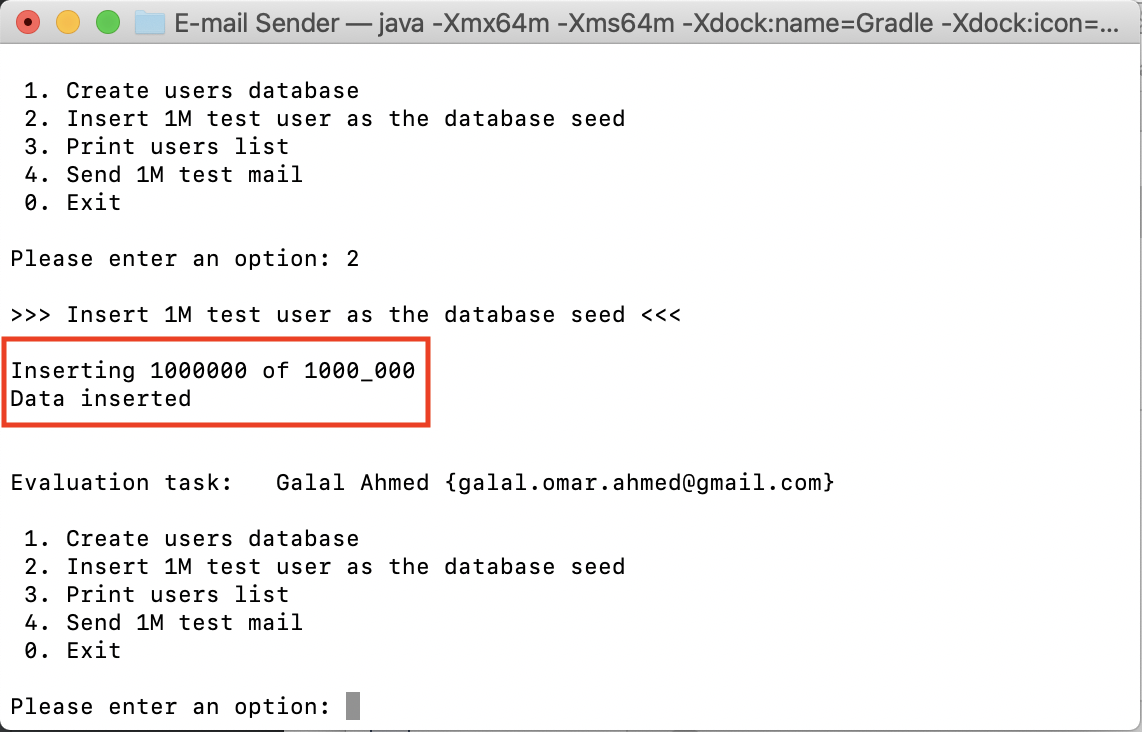 E-mail Sender — java -Xmx64m -Xms64m -Xdock:name=Gradle -Xdock:icon=...
1. Create users database
2. Insert 1M test user as the database seed
3. Print users list
4. Send 1M test mail
0. Exit
Please enter an option: 2
>>> Insert 1M test user as the database seed <<<
Inserting 1000000 of 1000_000
Data inserted
Evaluation task:   Galal Ahmed {galal.omar.ahmed@gmail.com}
1. Create users database
2. Insert 1M test user as the database seed
3. Print users list
4. Send 1M test mail
0. Exit
Please enter an option: